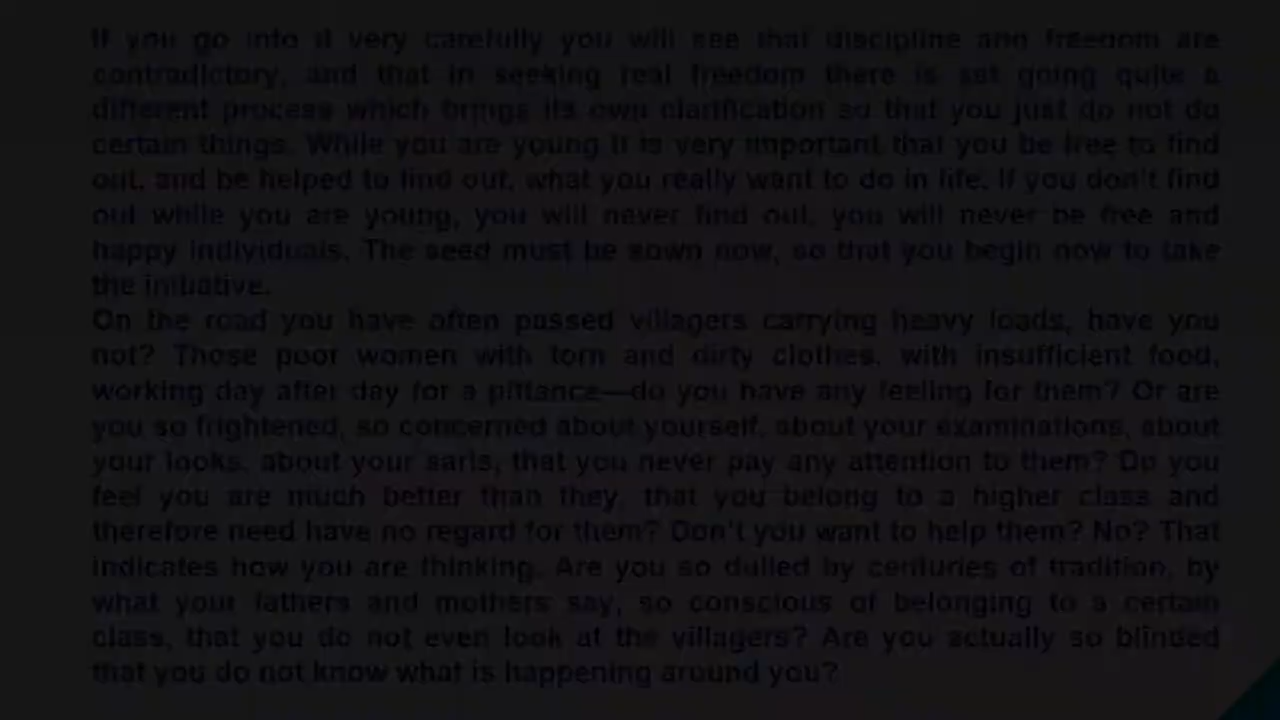 If you go into it very carefully you will see that discipline and freedom are
contradictory, and that in seeking real freedom there is set going quite a
different process which brings its own clarification so that you just do not do
certain things. While you are young it is very important that you be free to find
out, and be helped to find out, what you really want to do in life. If you don't find
out while you are young, you will never find out, you will never be free and
happy individuals. The seed must be sown now, so that you begin now to take
the initiative.
On the road you have often passed villagers carrying heavy loads, have you
not? Those poor women with torn and dirty clothes, with insufficient food,
working day after day for a pittance—do you have any feeling for them? Or are
you so frightened, so concerned about yourself, about your examinations, about
your looks, about your saris, that you never pay any attention to them? Do you
feel you are much better than they, that you belong to a higher class and
therefore need have no regard for them? Don't you want to help them? No? That
indicates how you are thinking. Are you so dulled by centuries of tradition, by
what your fathers and mothers say, so conscious of belonging to a certain
class, that you do not even look at the villagers? Are you actually so blinded
that you do not know what is happening around you?